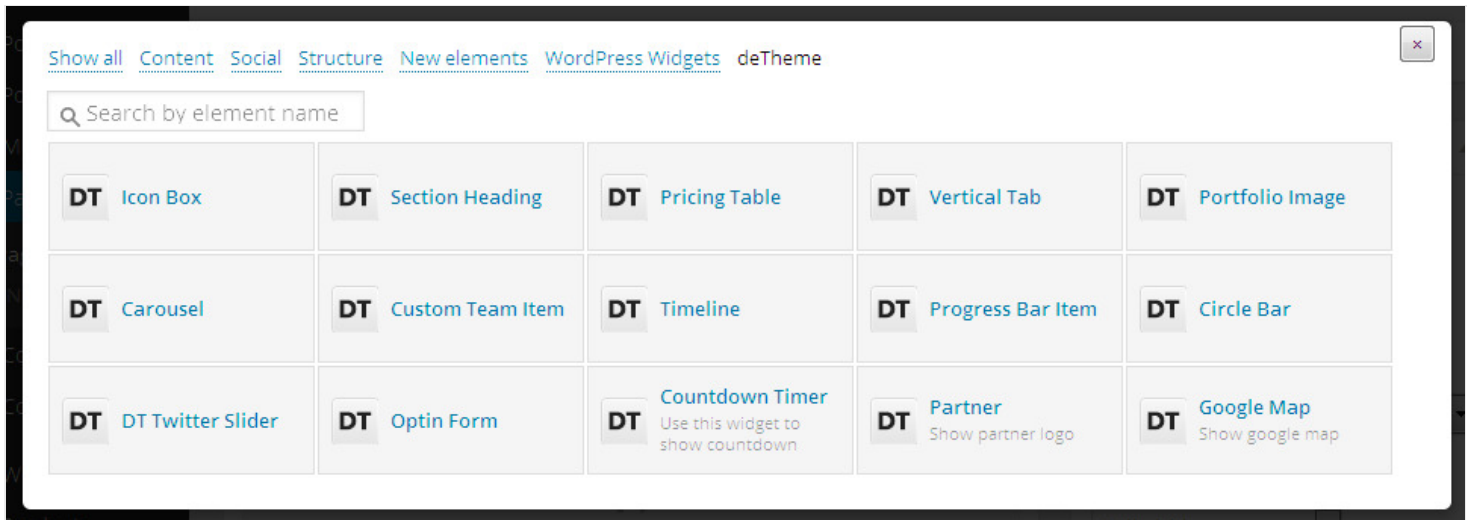 Show all Content Social Structure New elements WordPress Widgets deTheme
×
Search by element name
DT Icon Box
DT Section Heading
DT Pricing Table
DT Vertical Tab
DT Portfolio Image
DT Carousel
DT Custom Team Item
DT Timeline
DT Progress Bar Item
DT Circle Bar
DT DT Twitter Slider
DT Optin Form
DT Countdown Timer
Use this widget to
show countdown
DT Partner
Show partner logo
DT Google Map
Show google map